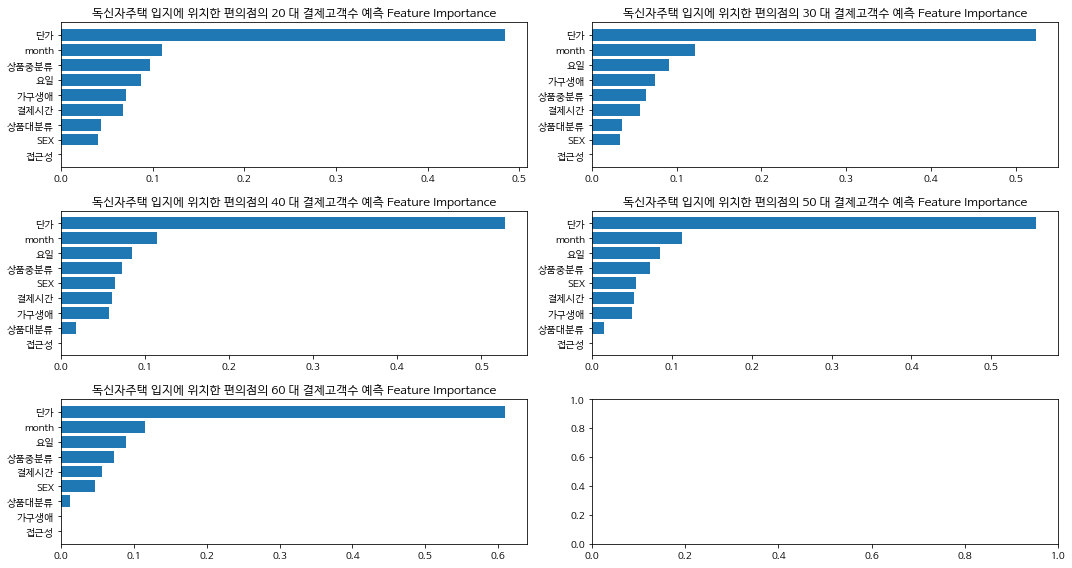 독신자주택 입지에 위치한 편의점의 20 대 결제고객수 예측 Feature Importance
단가
month
상품중분류
요일
가구생애
결제시간
상품대분류
SEX
접근성
0.0 0.1 0.2 0.3 0.4 0.5
독신자주택 입지에 위치한 편의점의 30 대 결제고객수 예측 Feature Importance
단가
month
요일
가구생애
상품중분류
결제시간
상품대분류
SEX
접근성
0.0 0.1 0.2 0.3 0.4 0.5
독신자주택 입지에 위치한 편의점의 40 대 결제고객수 예측 Feature Importance
단가
month
요일
상품중분류
SEX
결제시간
가구생애
상품대분류
접근성
0.0 0.1 0.2 0.3 0.4 0.5
독신자주택 입지에 위치한 편의점의 50 대 결제고객수 예측 Feature Importance
단가
month
요일
상품중분류
SEX
결제시간
가구생애
상품대분류
접근성
0.0 0.1 0.2 0.3 0.4 0.5
독신자주택 입지에 위치한 편의점의 60 대 결제고객수 예측 Feature Importance
단가
month
요일
상품중분류
결제시간
SEX
상품대분류
가구생애
접근성
0.0 0.1 0.2 0.3 0.4 0.5 0.6
1.0
0.8
0.6
0.4
0.2
0.0
0.0 0.2 0.4 0.6 0.8 1.0